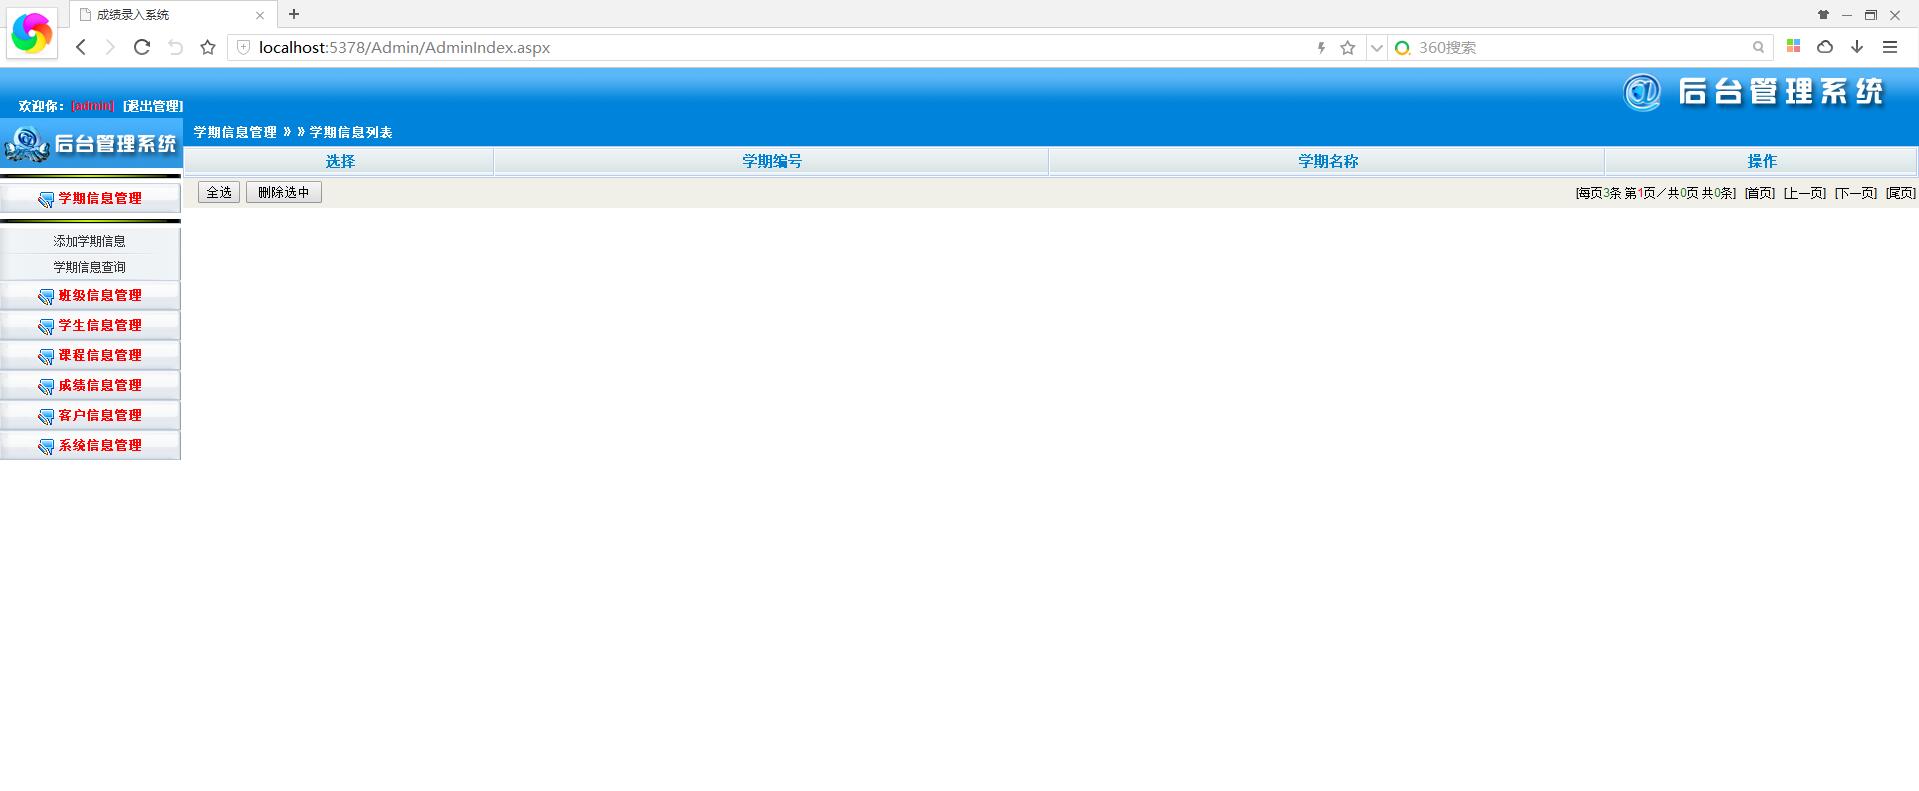 成绩录入系统
localhost:5378/Admin/AdminIndex.aspx
360搜索
后台管理系统
欢迎你：[admin] [退出管理]
后台管理系统
学期信息管理 » » 学期信息列表
选择 学期编号 学期名称 操作
全选 删除选中 [每页3条 第1页／共0页 共0条] [首页] [上一页] [下一页] [尾页]
学期信息管理
添加学期信息
学期信息查询
班级信息管理
学生信息管理
课程信息管理
成绩信息管理
客户信息管理
系统信息管理